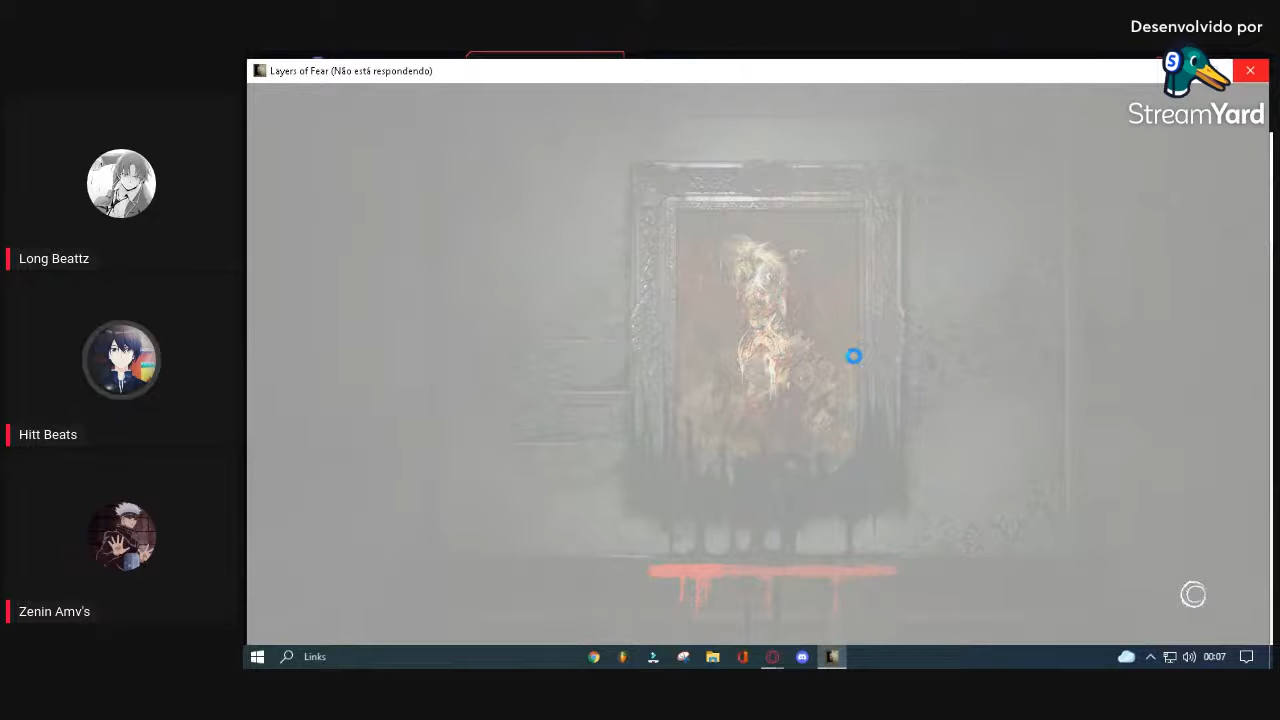 Desenvolvido por
StreamYard
Layers of Fear (Não está respondendo)
Long Beattz
Hitt Beats
Zenin Amv's
Links
00:07